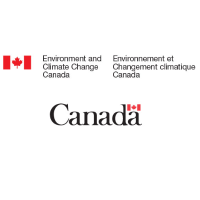 Environment and
Climate Change
Canada
Environnement et
Changement climatique
Canada
Canada